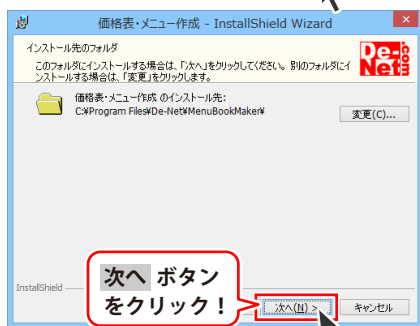 価格表・メニュー作成 - InstallShield Wizard
インストール先のフォルダ
このフォルダにインストールする場合は、「次へ」をクリックしてください。別のフォルダにイ
ンストールする場合は、「変更」をクリックします。
De-Net.com
価格表・メニュー作成 のインストール先:
C:¥Program Files¥De-Net¥MenuBookMaker¥
変更(C)...
次へ ボタン
をクリック！
InstallShield
次へ(N) >
キャンセル